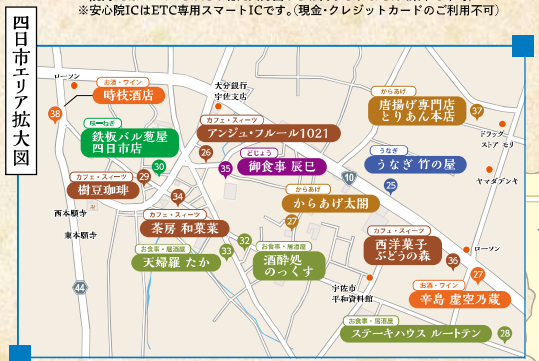 ※安心院ICはETC専用スマートICです。(現金・クレジットカードのご利用不可)
四日市エリア拡大図
ローソン
お酒・ワイン
時枝酒店
38
大分銀行
宇佐支店
からあげ
唐揚げ専門店
とりあん本店
37
ドラッグ
ストア モリ
カフェ・スィーツ
アンジュ・フルール1021
26
鉄板バル葱屋
四日市店
30
どじょう
御食事 辰巳
35
うなぎ
うなぎ 竹の屋
25
ヤマダデンキ
10
カフェ・スィーツ
樹豆珈琲
29
34
からあげ
からあげ太閤
27
西本願寺
東本願寺
カフェ・スィーツ
茶房 和菓菜
カフェ・スィーツ
西洋菓子
ぶどうの森
36
ローソン
お食事・居酒屋
天婦羅 たか
33
32
お食事・居酒屋
酒酔処
のっくす
宇佐市
平和資料館
27
お酒・ワイン
辛島 虚空乃蔵
44
お食事・居酒屋
ステーキハウス ルートテン
28